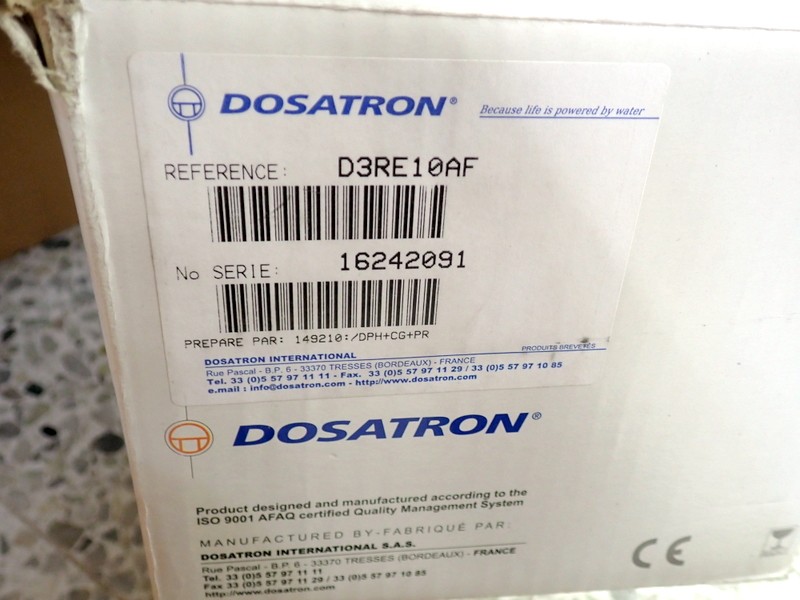 DOSATRON® Because life is powered by water
REFERENCE: D3RE10AF
No SERIE: 16242091
PREPARE PAR: 149210:/DPH+CG+PR
PRODUITS BREVETES
DOSATRON INTERNATIONAL
Rue Pascal - B.P. 6 - 33370 TRESSES (BORDEAUX) - FRANCE
Tel. 33 (0)5 57 97 11 11 - Fax. 33 (0)5 57 97 11 29 / 33 (0)5 57 97 10 85
e.mail : info@dosatron.com - http://www.dosatron.com
DOSATRON®
Product designed and manufactured according to the
ISO 9001 AFAQ certified Quality Management System
MANUFACTURED BY-FABRIQUÉ PAR:
DOSATRON INTERNATIONAL S.A.S.
Rue Pascal - B.P. 6 - 33370 TRESSES (BORDEAUX) - FRANCE
Tel. 33 (0)5 57 97 11 11
Fax 33 (0)5 57 97 11 29 / 33 (0)5 57 97 10 85
http://www.dosatron.com
CE